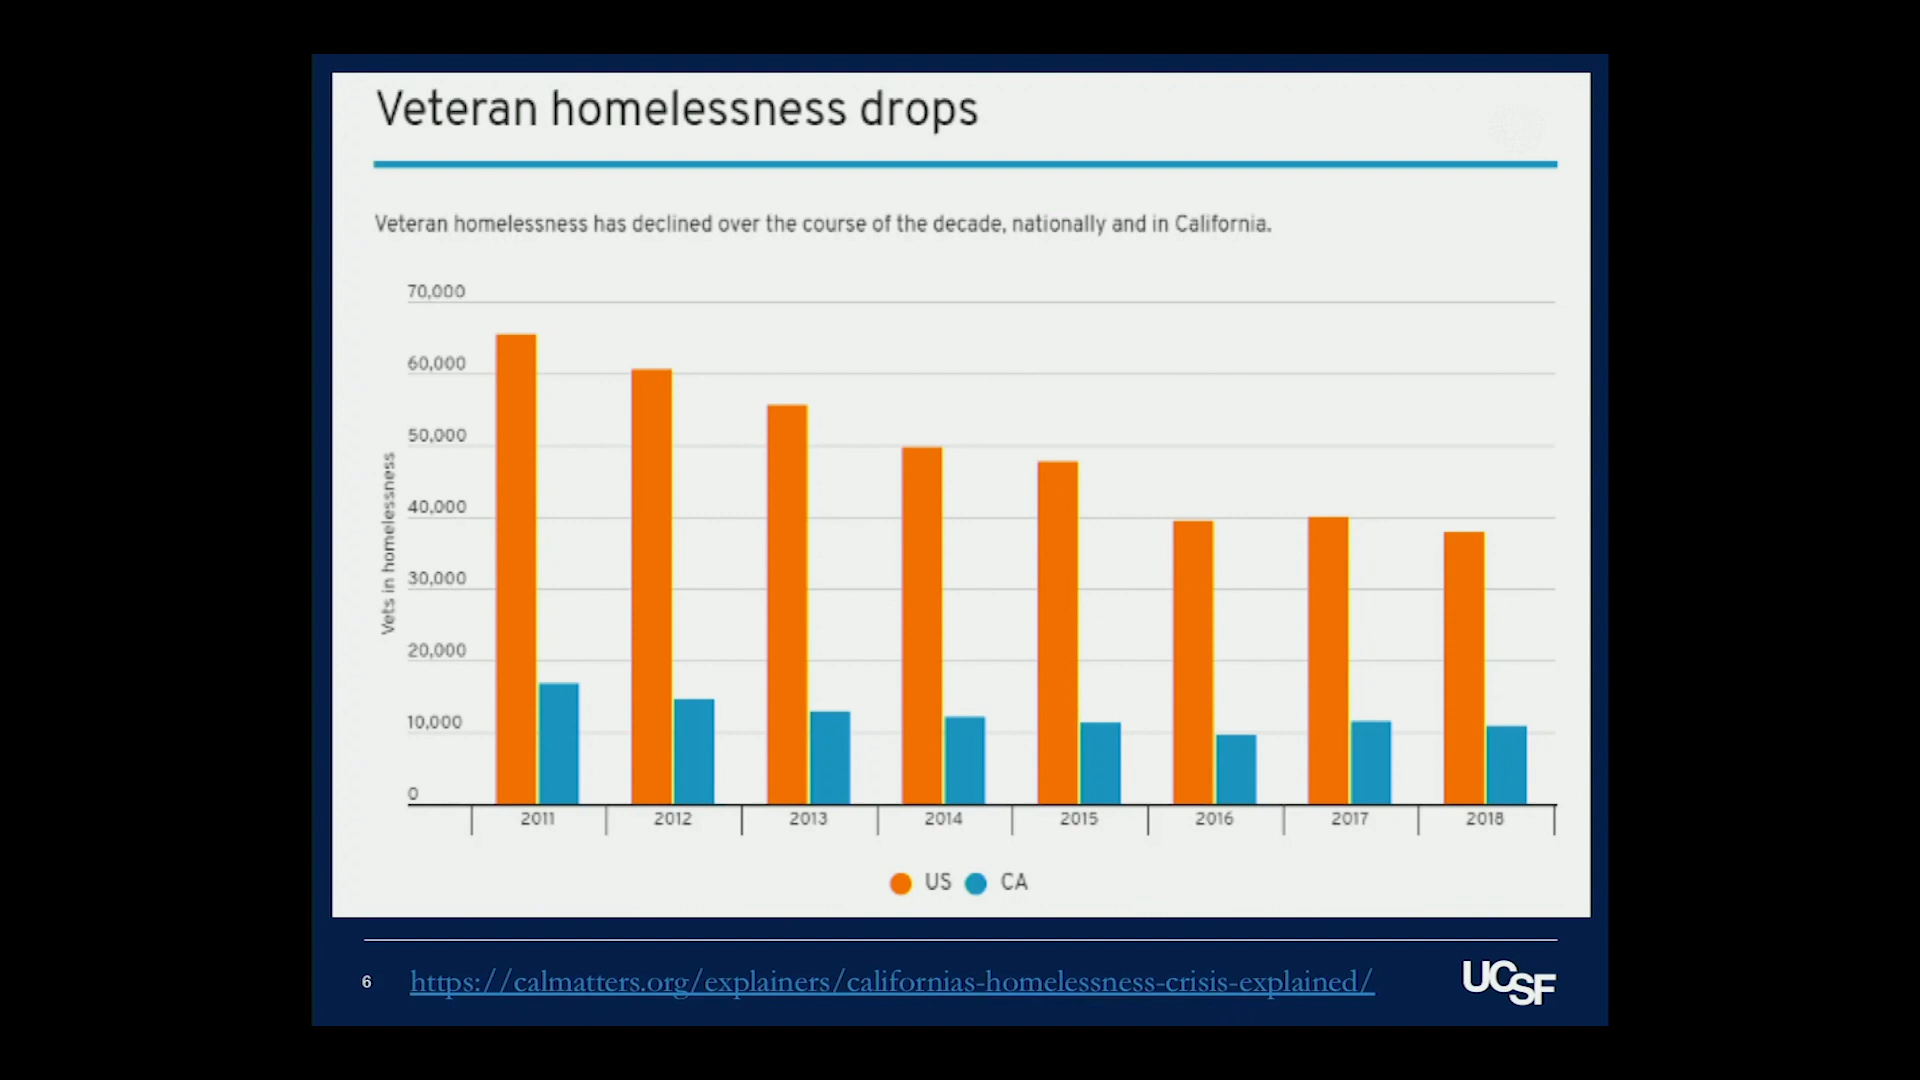 Veteran homelessness drops
Veteran homelessness has declined over the course of the decade, nationally and in California.
70,000
60,000
50,000
40,000
30,000
20,000
10,000
0
Vets in homelessness
2011 2012 2013 2014 2015 2016 2017 2018
US CA
6 https://calmatters.org/explainers/californias-homelessness-crisis-explained/ UCSF